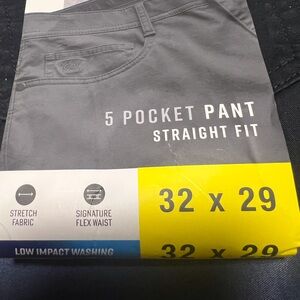 5 POCKET PANT
STRAIGHT FIT
STRETCH
FABRIC
SIGNATURE
FLEX WAIST
32 x 29
LOW IMPACT WASHING
32 x 29